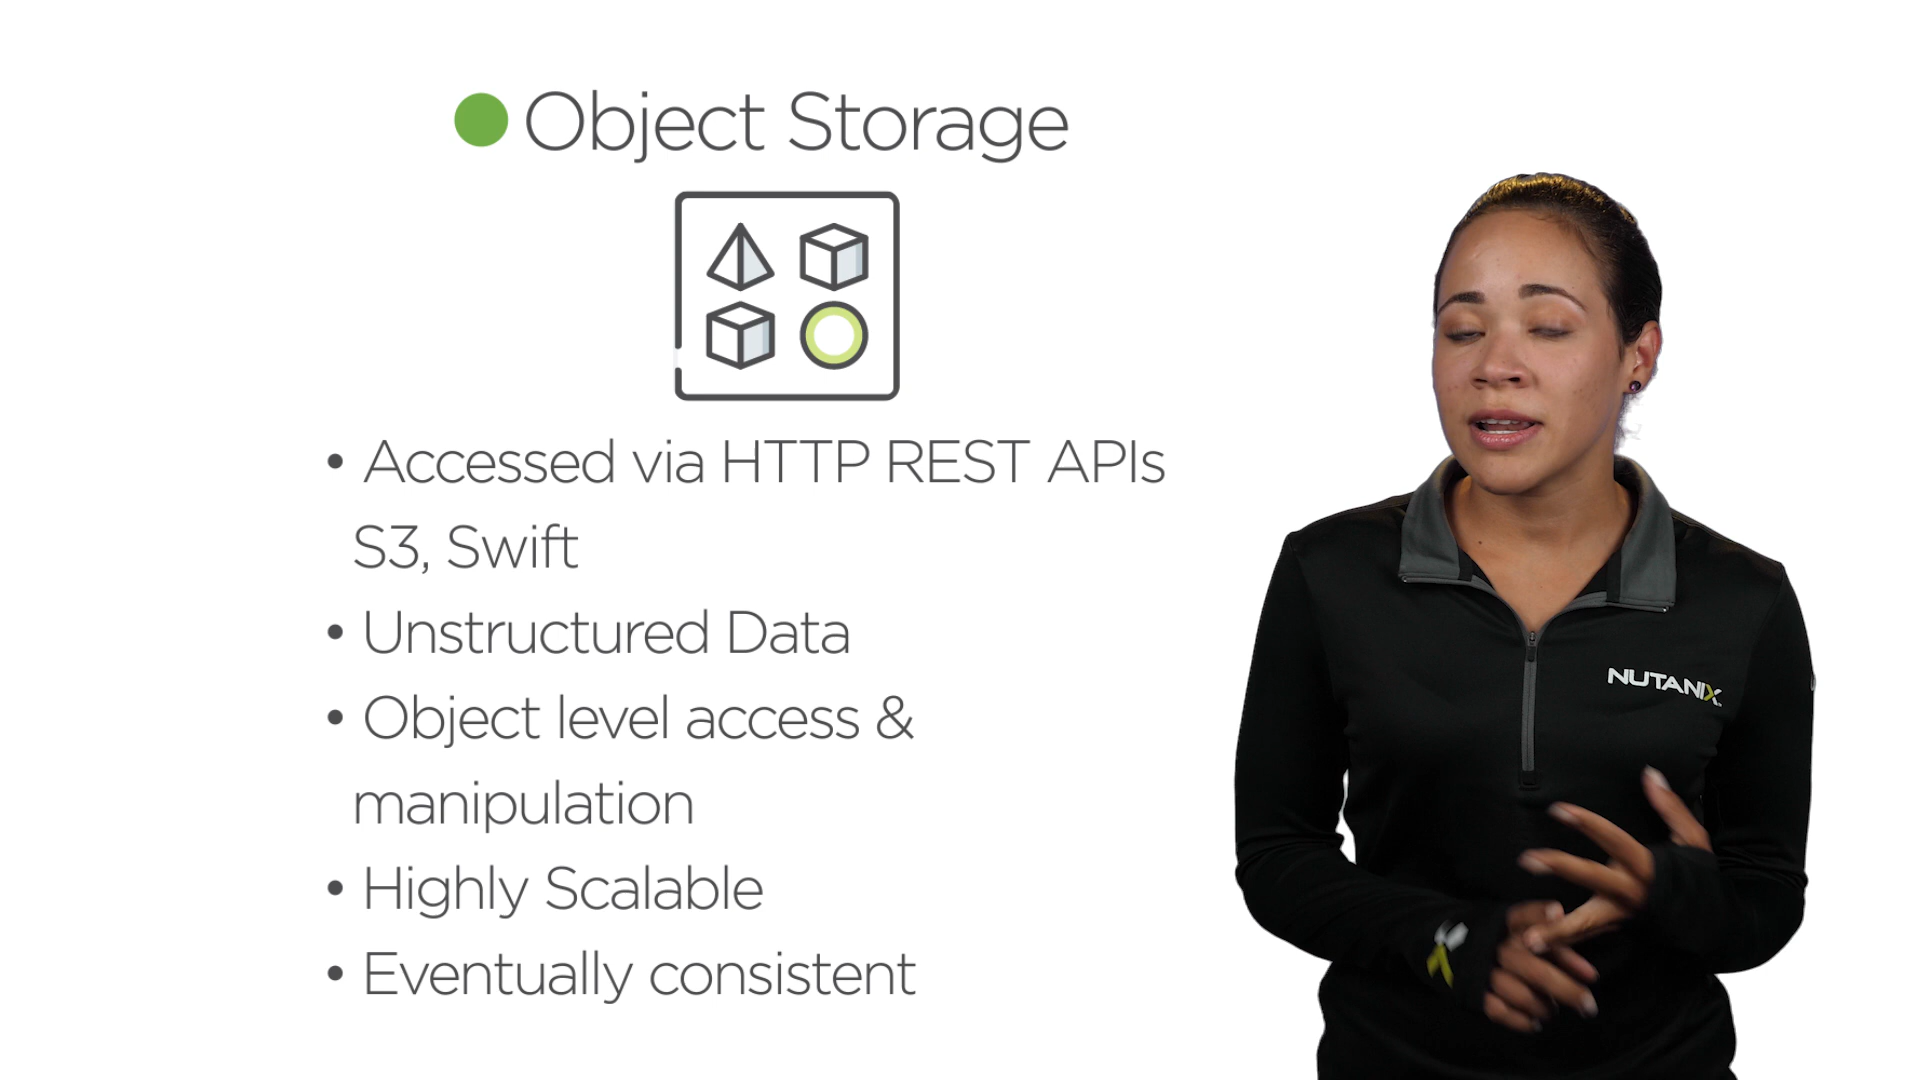 Object Storage
• Accessed via HTTP REST APIs
S3, Swift
• Unstructured Data
• Object level access &
manipulation
• Highly Scalable
• Eventually consistent
NUTANIX